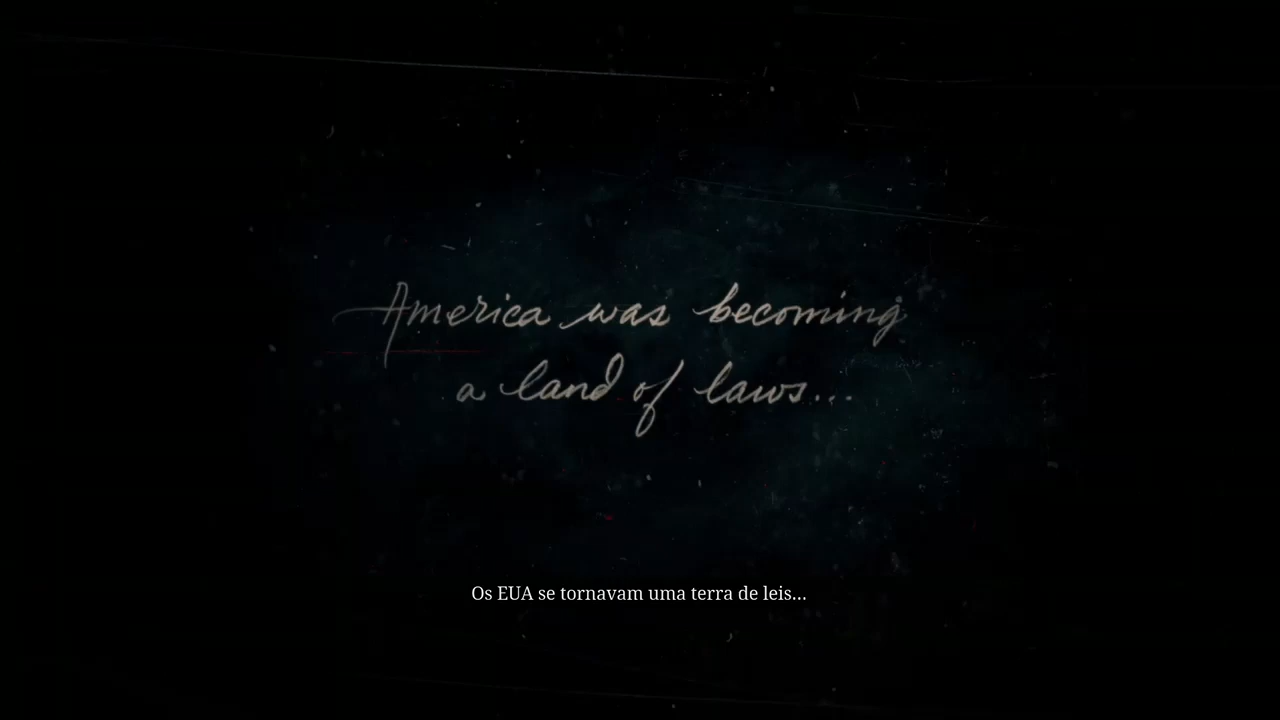 America was becoming
a land of laws...
Os EUA se tornavam uma terra de leis...